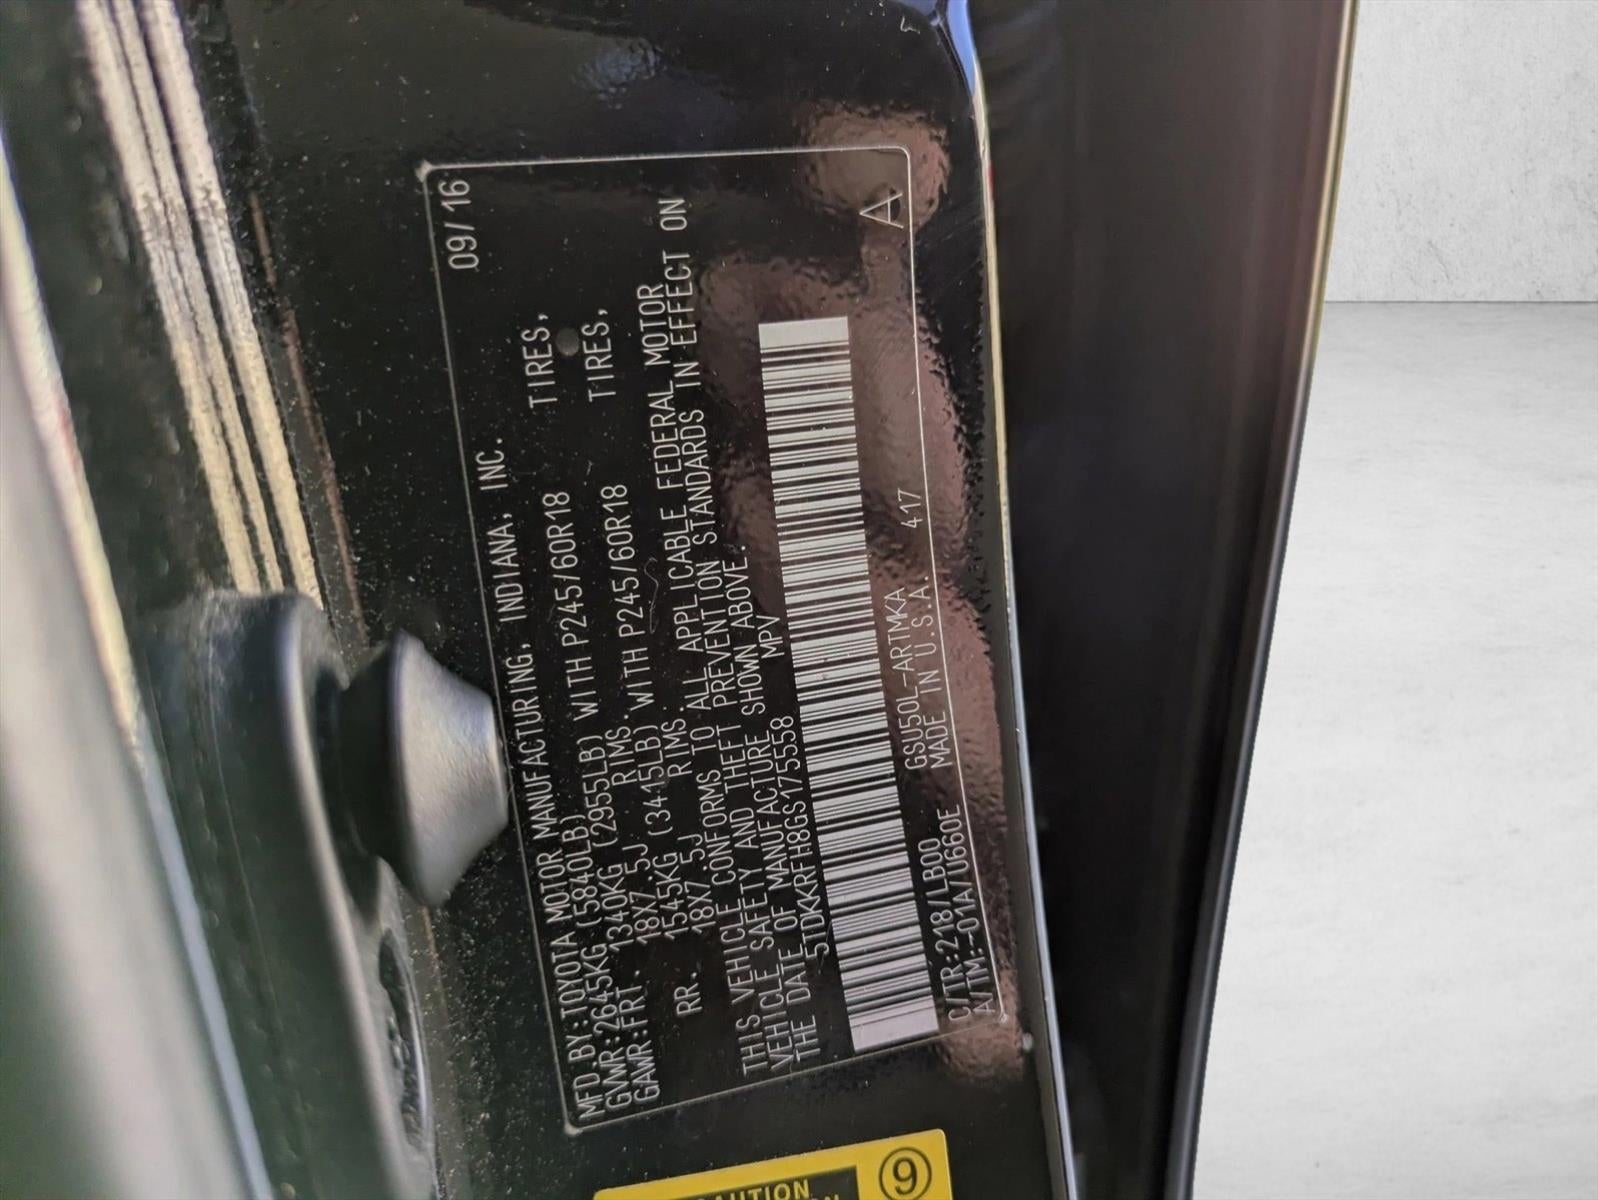 MFD.BY:TOYOTA MOTOR MANUFACTURING, INDIANA, INC. 09/16
GVWR:2645KG (5840LB)
GAWR:FRT. 1340KG (2955LB) WITH P245/60R18 TIRES,
18X7.5J RIMS.
RR. 1545KG (3415LB) WITH P245/60R18 TIRES,
18X7.5J RIMS.
THIS VEHICLE CONFORMS TO ALL APPLICABLE FEDERAL MOTOR
VEHICLE SAFETY AND THEFT PREVENTION STANDARDS IN EFFECT ON
THE DATE OF MANUFACTURE SHOWN ABOVE.
5TDKKRFH8GS175558 MPV
C/TR:218/LB00 GSU50L-ARTMKA 417
A/TM:-01A/U660E MADE IN U.S.A. A
CAUTION
9